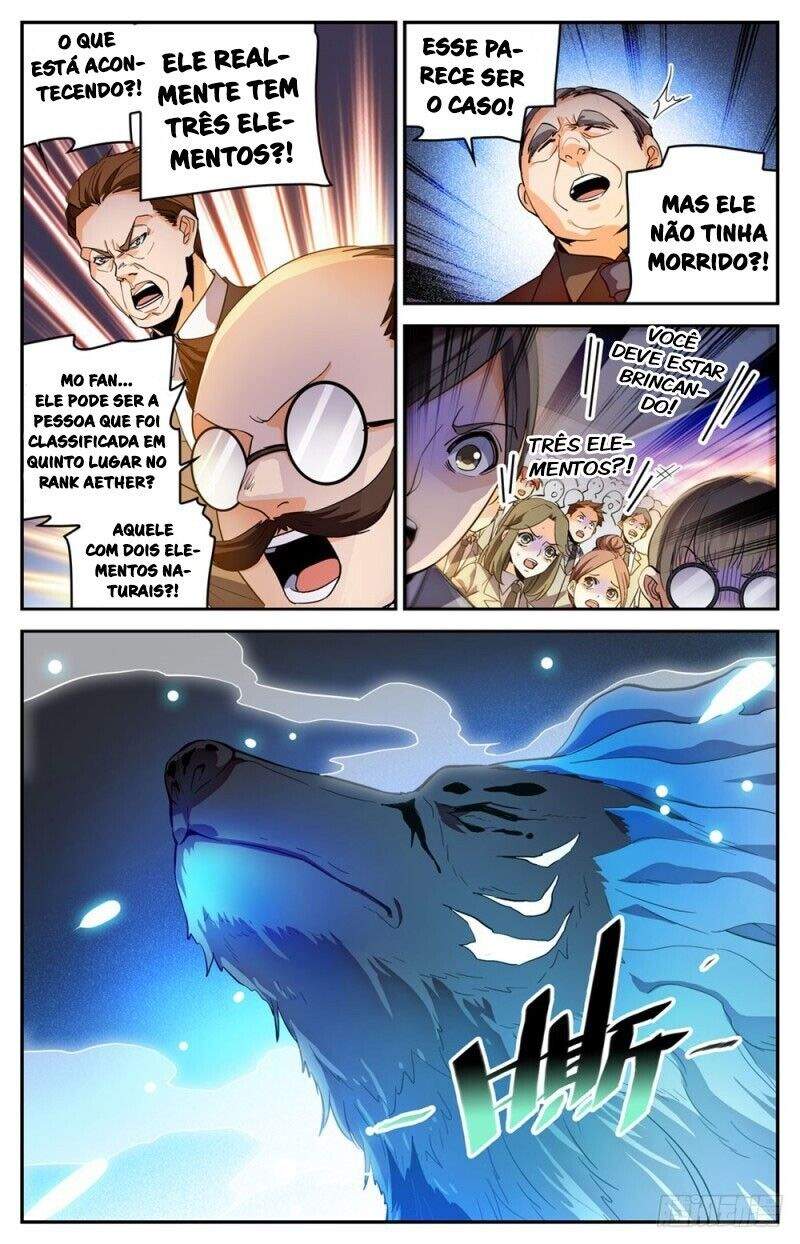 O QUE
ESTÁ ACON-
TECENDO?!
ELE REAL-
MENTE TEM
TRÊS ELE-
MENTOS?!
ESSE PA-
RECE SER
O CASO!
MAS ELE
NÃO TINHA
MORRIDO?!
MO FAN...
ELE PODE SER A
PESSOA QUE FOI
CLASSIFICADA EM
QUINTO LUGAR NO
RANK AETHER?
AQUELE
COM DOIS ELE-
MENTOS NA-
TURAIS?!
VOCÊ
DEVE ESTAR
BRINCAN-
DO!
TRÊS ELE-
MENTOS?!